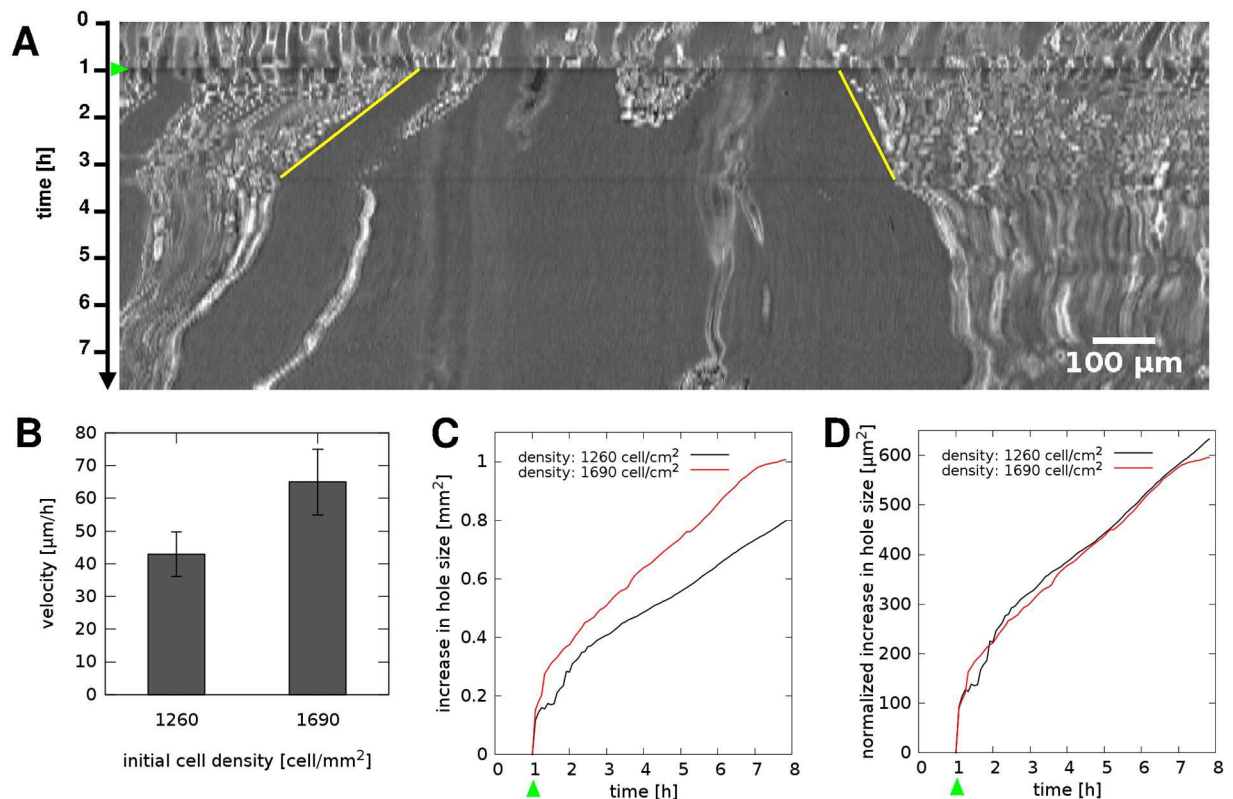 A
0
1
2
3
4
5
6
7
time [h]
100 µm
B
80
70
60
50
40
30
20
10
0
velocity [µm/h]
1260 1690
initial cell density [cell/mm²]
C
density: 1260 cell/cm²
density: 1690 cell/cm²
1
0.8
0.6
0.4
0.2
0
increase in hole size [mm²]
0 1 2 3 4 5 6 7 8
time [h]
D
density: 1260 cell/cm²
density: 1690 cell/cm²
600
500
400
300
200
100
0
normalized increase in hole size [µm²]
0 1 2 3 4 5 6 7 8
time [h]